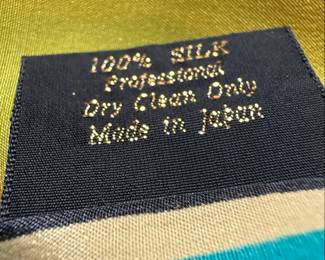 100% SILK
Professional
Dry Clean Only
Made in Japan